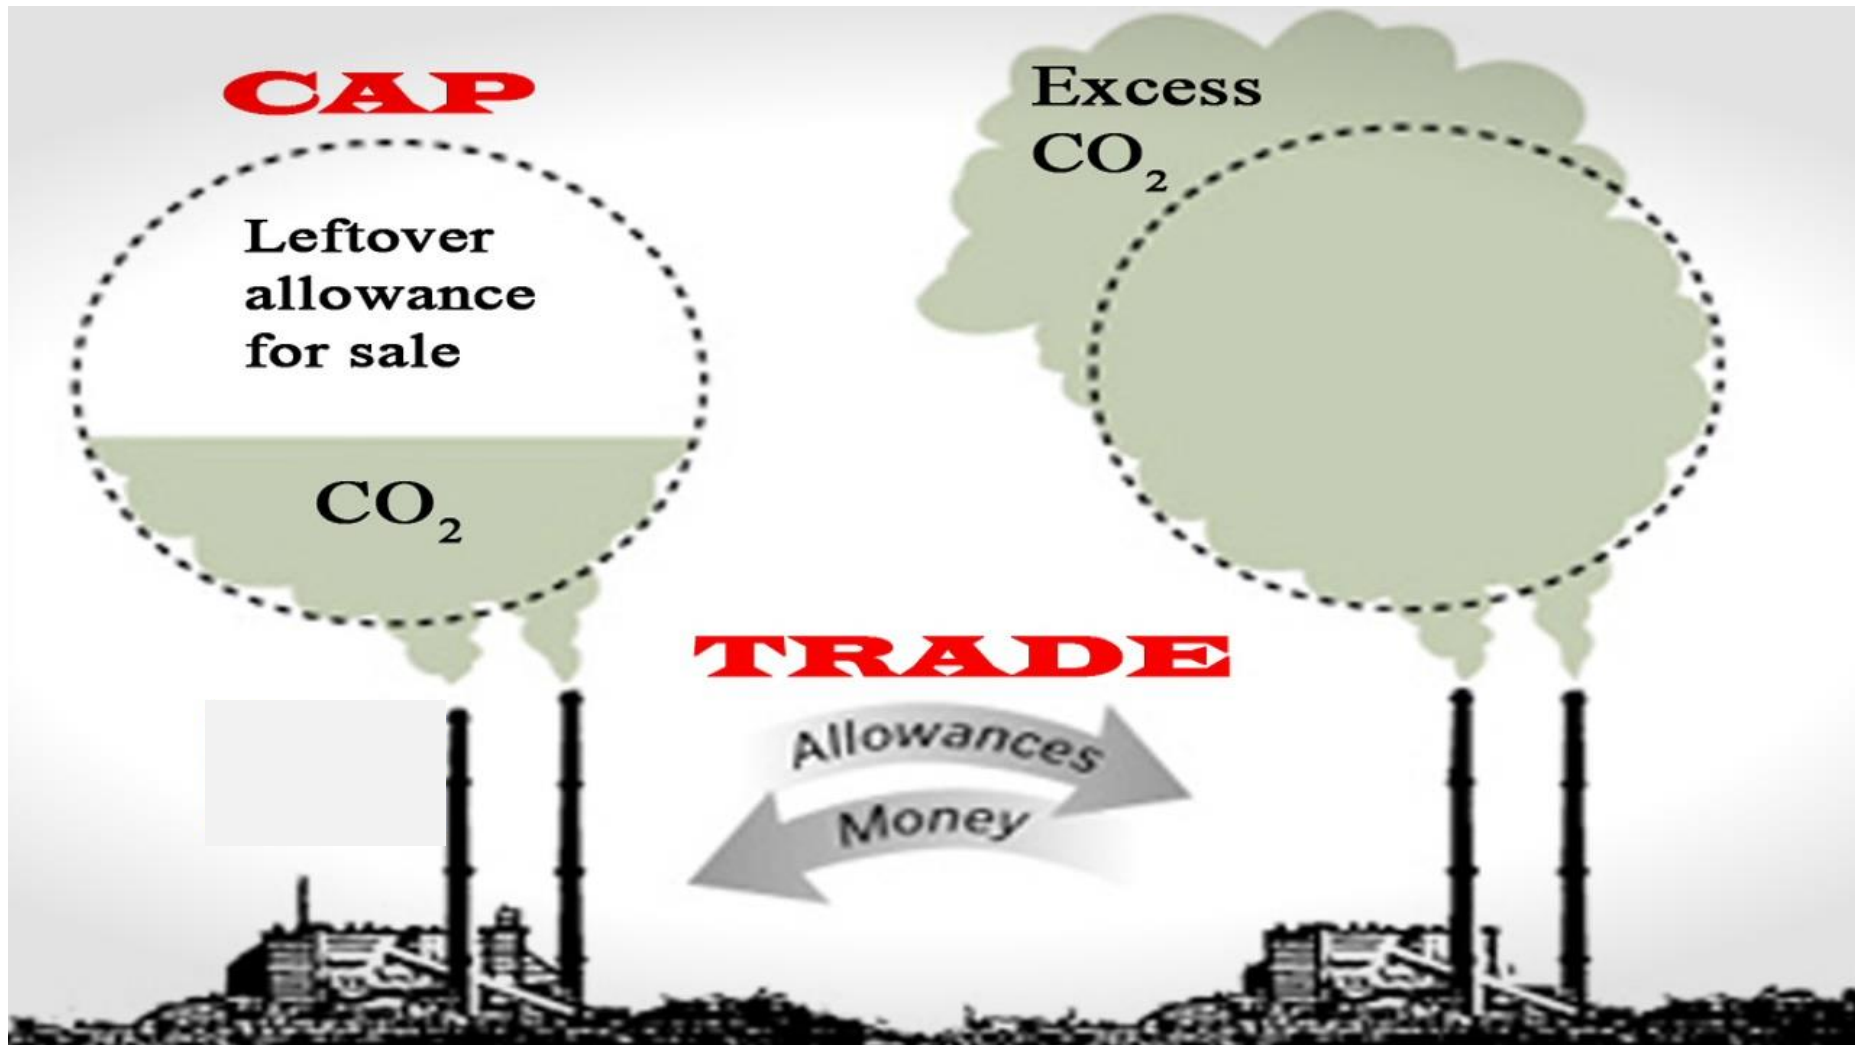 CAP
Leftover
allowance
for sale
CO₂
Excess
CO₂
TRADE
Allowances
Money